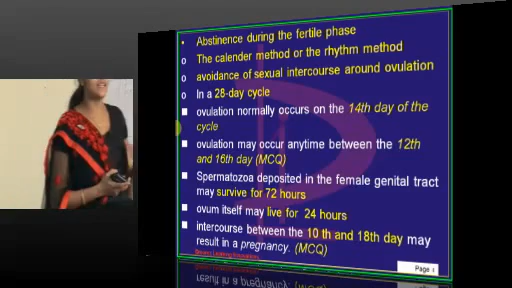 Abstinence during the fertile phase
The calender method or the rhythm method
avoidance of sexual intercourse around ovulation
In a 28-day cycle
ovulation normally occurs on the 14th day of the
cycle
ovulation may occur anytime between the 12th
and 16th day (MCQ)
Spermatozoa deposited in the female genital tract
may survive for 72 hours
ovum itself may live for 24 hours
intercourse between the 10 th and 18th day may
result in a pregnancy. (MCQ)
Page